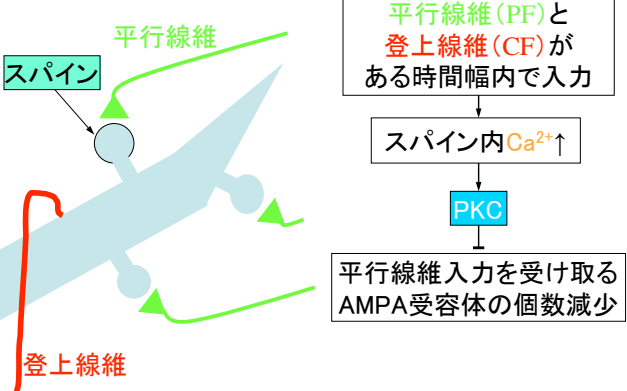 平行線維
スパイン
登上線維
平行線維(PF)と
登上線維(CF)が
ある時間幅内で入力
スパイン内Ca²⁺↑
PKC
平行線維入力を受け取る
AMPA受容体の個数減少